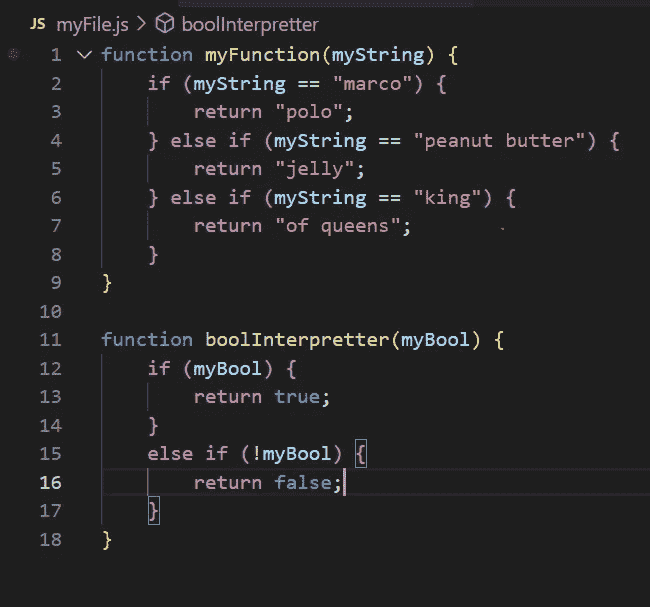 JS myFile.js > boolInterpretter
1 function myFunction(myString) {
2     if (myString == "marco") {
3         return "polo";
4     } else if (myString == "peanut butter") {
5         return "jelly";
6     } else if (myString == "king") {
7         return "of queens";
8     }
9 }
10
11 function boolInterpretter(myBool) {
12     if (myBool) {
13         return true;
14     }
15     else if (!myBool) {
16         return false;
17     }
18 }